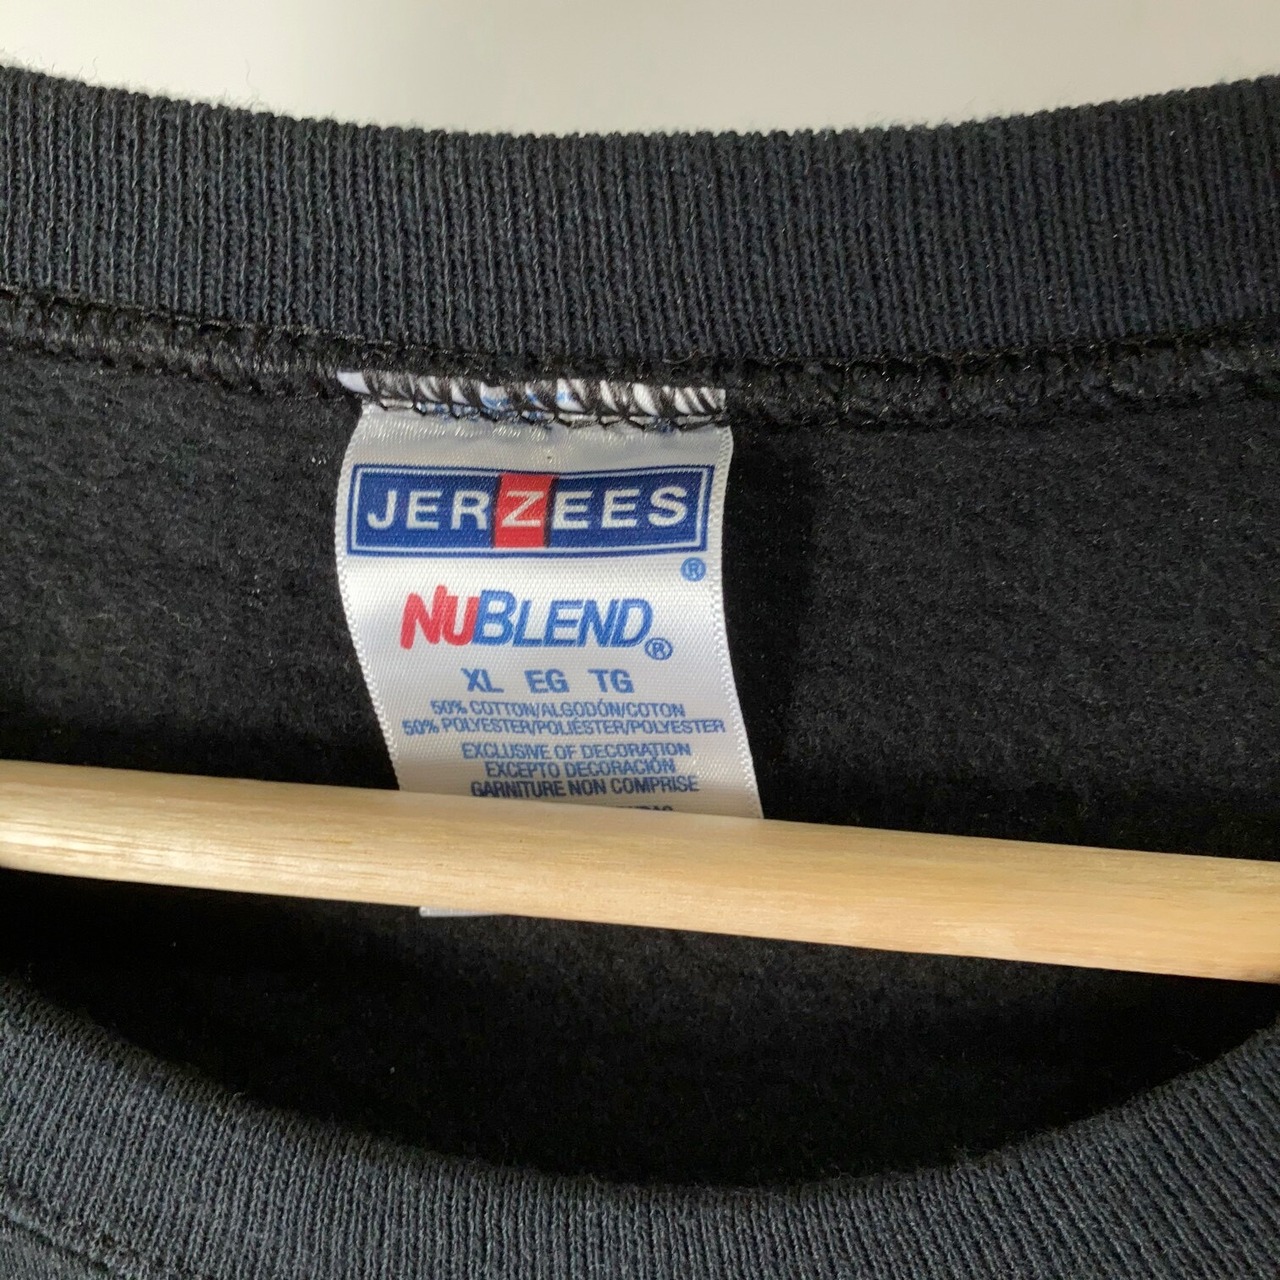 JERZEES
®
NUBLEND®
XL EG TG
50% COTTON/ALGODÓN/COTON
50% POLYESTER/POLIÉSTER/POLYESTER
EXCLUSIVE OF DECORATION
EXCEPTO DECORACIÓN
GARNITURE NON COMPRISE